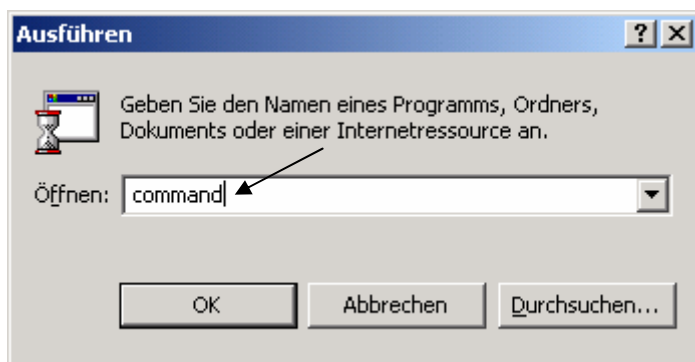 Ausführen
Geben Sie den Namen eines Programms, Ordners,
Dokuments oder einer Internetressource an.
Öffnen: command
OK Abbrechen Durchsuchen...